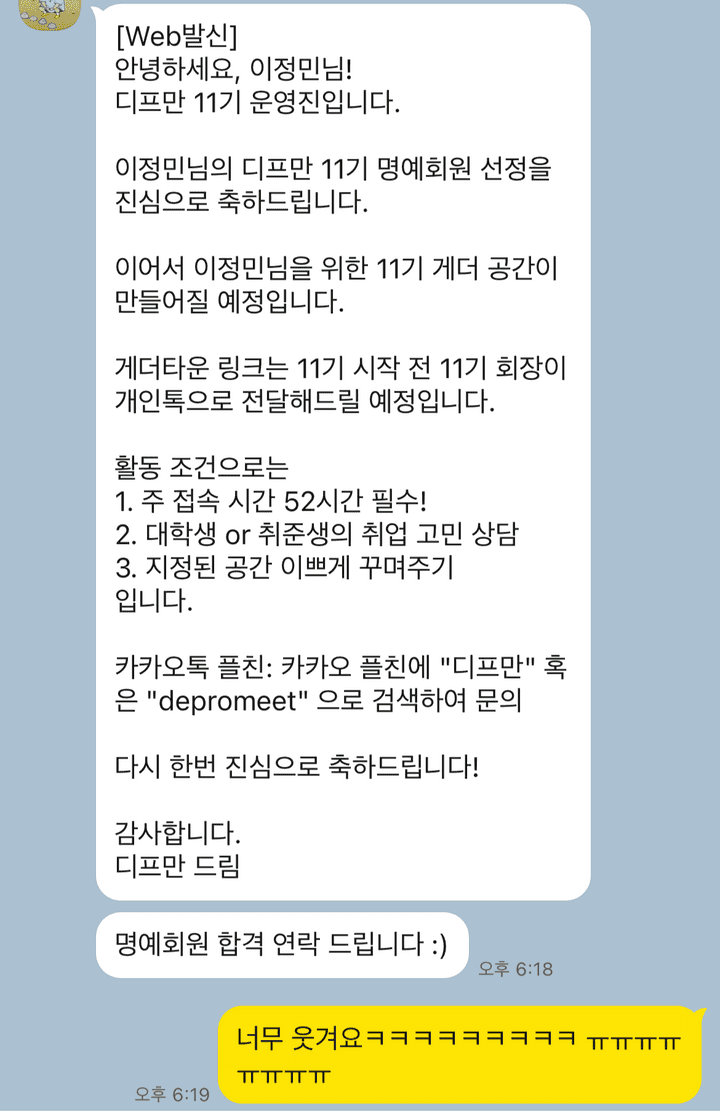 [Web발신]
안녕하세요, 이정민님!
디프만 11기 운영진입니다.
이정민님의 디프만 11기 명예회원 선정을
진심으로 축하드립니다.
이어서 이정민님을 위한 11기 게더 공간이
만들어질 예정입니다.
게더타운 링크는 11기 시작 전 11기 회장이
개인톡으로 전달해드릴 예정입니다.
활동 조건으로는
1. 주 접속 시간 52시간 필수!
2. 대학생 or 취준생의 취업 고민 상담
3. 지정된 공간 이쁘게 꾸며주기
입니다.
카카오톡 플친: 카카오 플친에 "디프만" 혹
은 "depromeet" 으로 검색하여 문의
다시 한번 진심으로 축하드립니다!
감사합니다.
디프만 드림
명예회원 합격 연락 드립니다 :)
오후 6:18
너무 웃겨요ㅋㅋㅋㅋㅋㅋㅋㅋㅋ ㅠㅠㅠㅠ
ㅠㅠㅠㅠ
오후 6:19